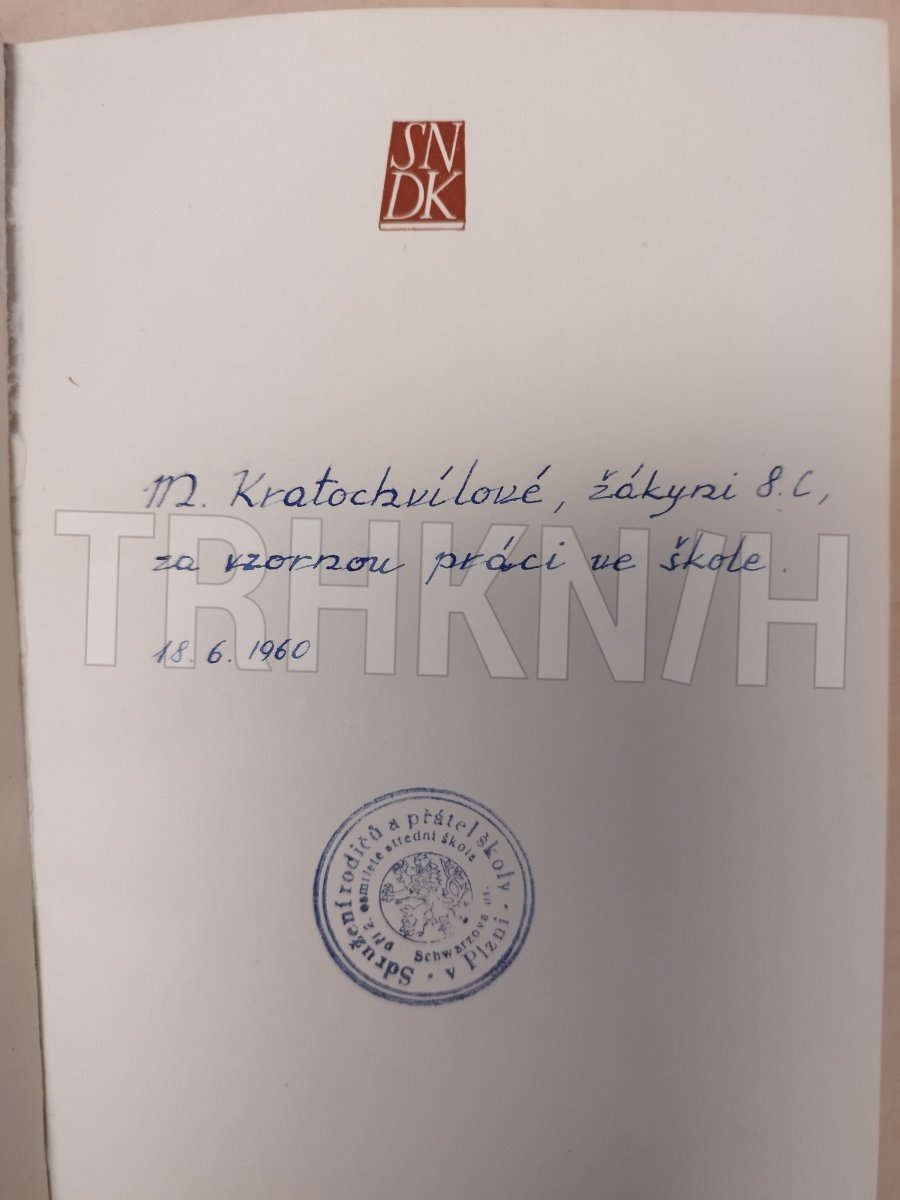 SN
DK
M. Kratochvílové, žákyni 8. C,
za vzornou práci ve škole.
18. 6. 1960
TRHKNIH
Sdružení rodičů a přátel školy
při 2. osmileté střední škole
Schwarzova ul.
v Plzni